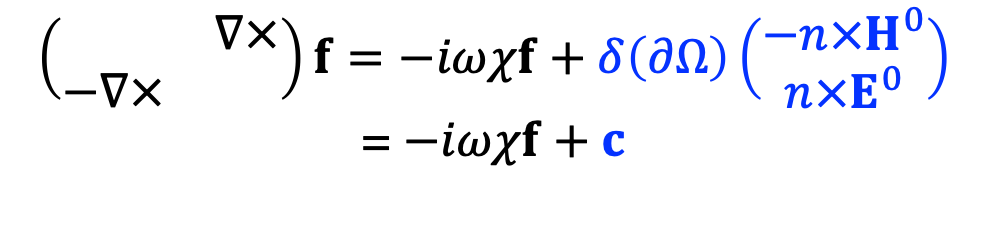 (∇× −∇×) 𝐟 = −iωχ𝐟 + δ(∂Ω) (−n×𝐇⁰ n×𝐄⁰)
= −iωχ𝐟 + 𝐜